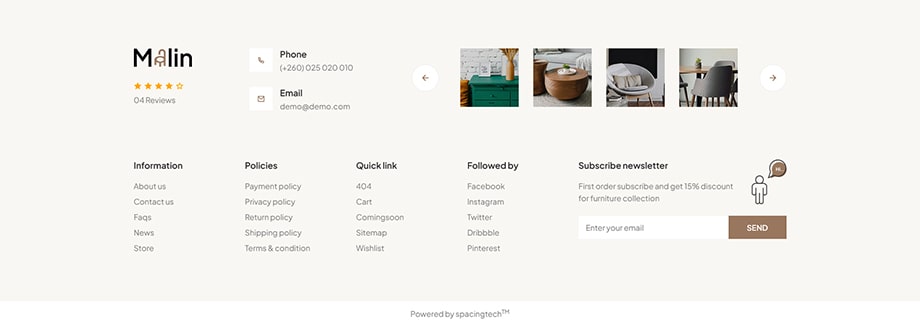 Malin
04 Reviews
Phone
(+260) 025 020 010
Email
demo@demo.com
Information
About us
Contact us
Faqs
News
Store
Policies
Payment policy
Privacy policy
Return policy
Shipping policy
Terms & condition
Quick link
404
Cart
Comingsoon
Sitemap
Wishlist
Followed by
Facebook
Instagram
Twitter
Dribbble
Pinterest
Subscribe newsletter
First order subscribe and get 15% discount
for furniture collection
Hi...
Enter your email
SEND
Powered by spacingtech™